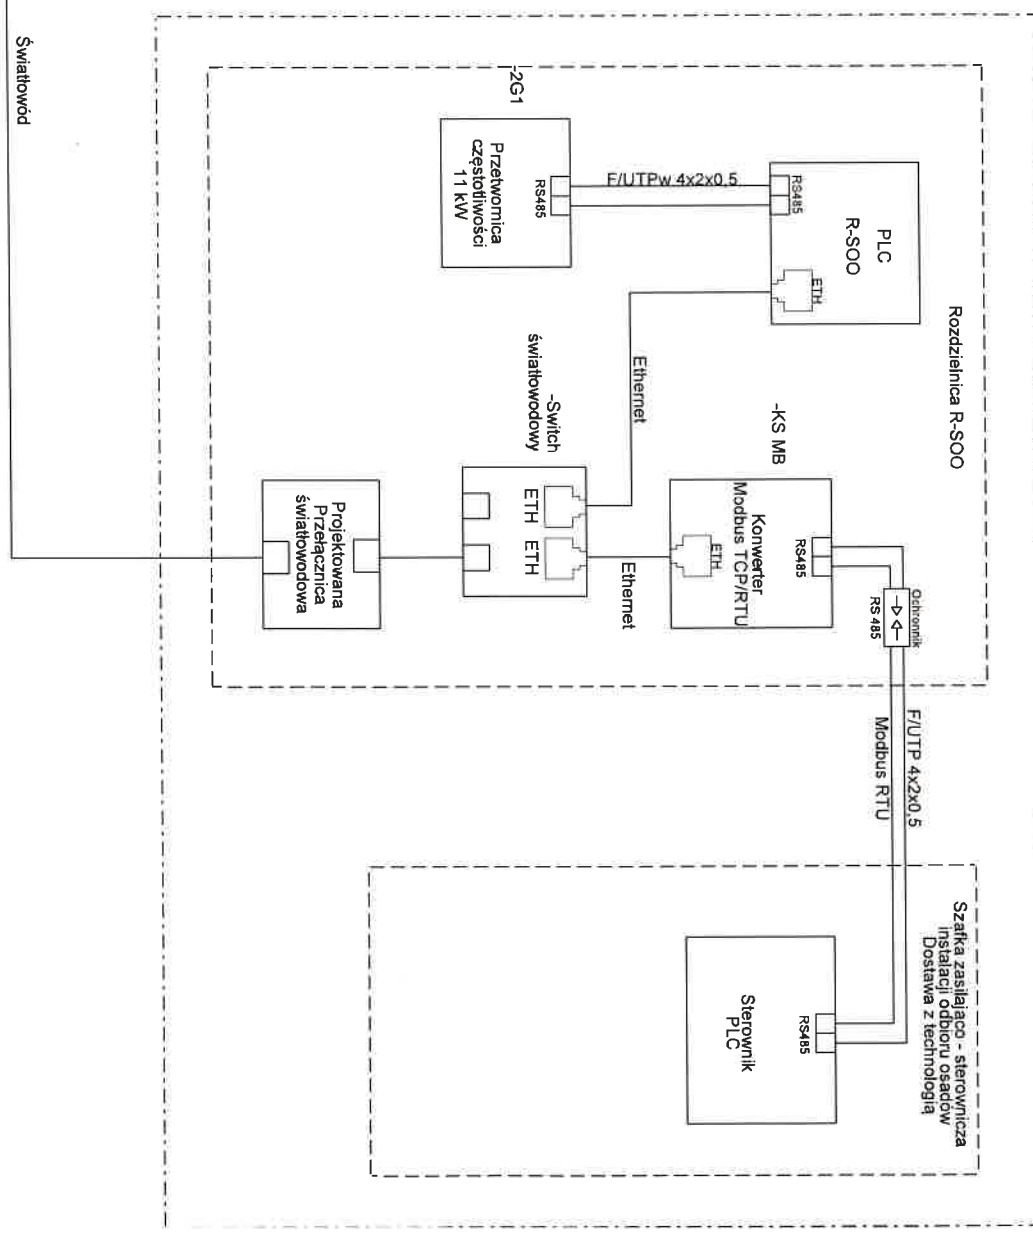 Rozdzielnica R-SOO
PLC
R-SOO
RS485
ETH
F/UTPw 4x2x0,5
-2G1
RS485
Przetwornica
częstotliwości
11 kW
Ethernet
-KS MB
RS485
Konwerter
Modbus TCP/RTU
ETH
Ethernet
-Switch
światłowodowy
ETH
ETH
Projektowana
Przełącznica
światłowodowa
Światłowód
Ochronnik
RS 485
F/UTP 4x2x0,5
Modbus RTU
Szafka zasilająco - sterownicza
instalacji odbioru osadów
Dostawa z technologią
RS485
Sterownik
PLC